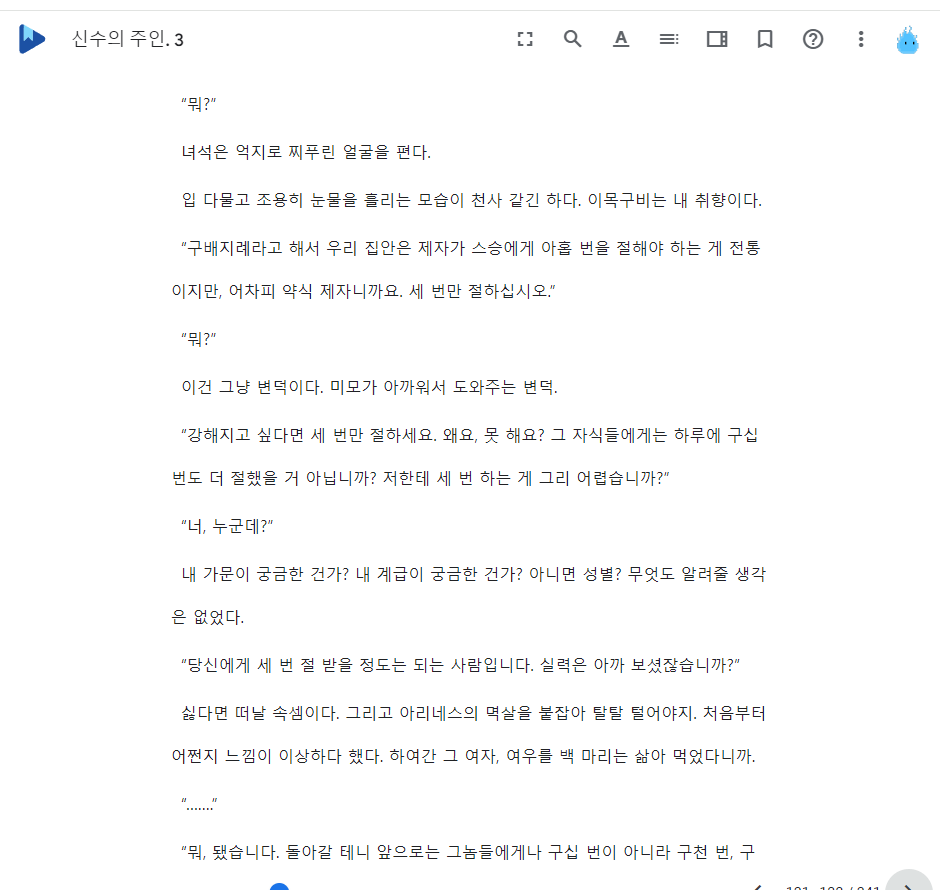 신수의 주인. 3
“뭐?”
녀석은 억지로 찌푸린 얼굴을 편다.
입 다물고 조용히 눈물을 흘리는 모습이 천사 같긴 하다. 이목구비는 내 취향이다.
“구배지례라고 해서 우리 집안은 제자가 스승에게 아홉 번을 절해야 하는 게 전통
이지만, 어차피 약식 제자니까요. 세 번만 절하십시오.”
“뭐?”
이건 그냥 변덕이다. 미모가 아까워서 도와주는 변덕.
“강해지고 싶다면 세 번만 절하세요. 왜요, 못 해요? 그 자식들에게는 하루에 구십
번도 더 절했을 거 아닙니까? 저한테 세 번 하는 게 그리 어렵습니까?”
“너, 누군데?”
내 가문이 궁금한 건가? 내 계급이 궁금한 건가? 아니면 성별? 무엇도 알려줄 생각
은 없었다.
“당신에게 세 번 절 받을 정도는 되는 사람입니다. 실력은 아까 보셨잖습니까?”
싫다면 떠날 속셈이다. 그리고 아리네스의 멱살을 붙잡아 탈탈 털어야지. 처음부터
어쩐지 느낌이 이상하다 했다. 하여간 그 여자, 여우를 백 마리는 삶아 먹었다니까.
“.......”
“뭐, 됐습니다. 돌아갈 테니 앞으로는 그놈들에게나 구십 번이 아니라 구천 번, 구